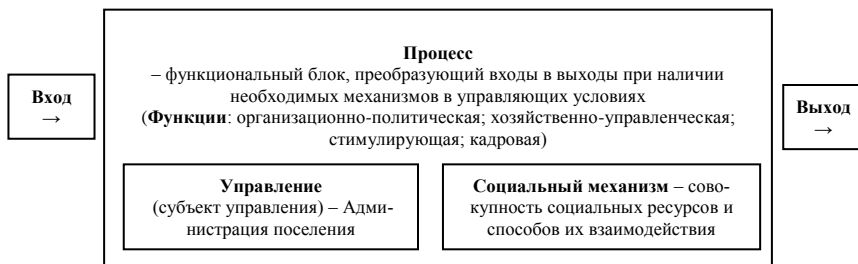 Процесс
– функциональный блок, преобразующий входы в выходы при наличии
необходимых механизмов в управляющих условиях
(Функции: организационно-политическая; хозяйственно-управленческая;
стимулирующая; кадровая)
Вход
→
Выход
→
Управление
(субъект управления) – Адми-
нистрация поселения
Социальный механизм – сово-
купность социальных ресурсов и
способов их взаимодействия